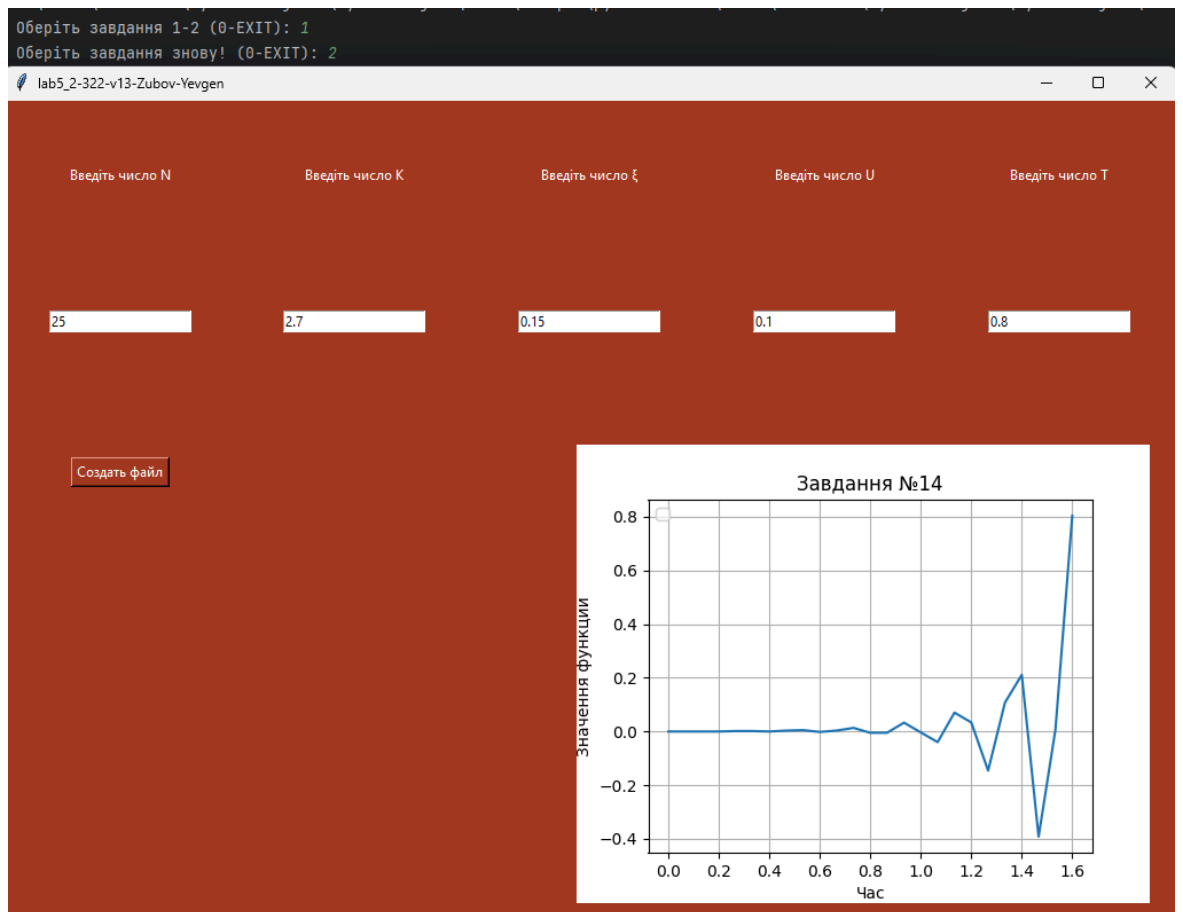 Оберіть завдання 1-2 (0-EXIT): 1
Оберіть завдання знову! (0-EXIT): 2
lab5_2-322-v13-Zubov-Yevgen
Введіть число N
Введіть число K
Введіть число ξ
Введіть число U
Введіть число T
25
2.7
0.15
0.1
0.8
Создать файл
Завдання №14
Значення функции
0.8
0.6
0.4
0.2
0.0
−0.2
−0.4
0.0 0.2 0.4 0.6 0.8 1.0 1.2 1.4 1.6
Час